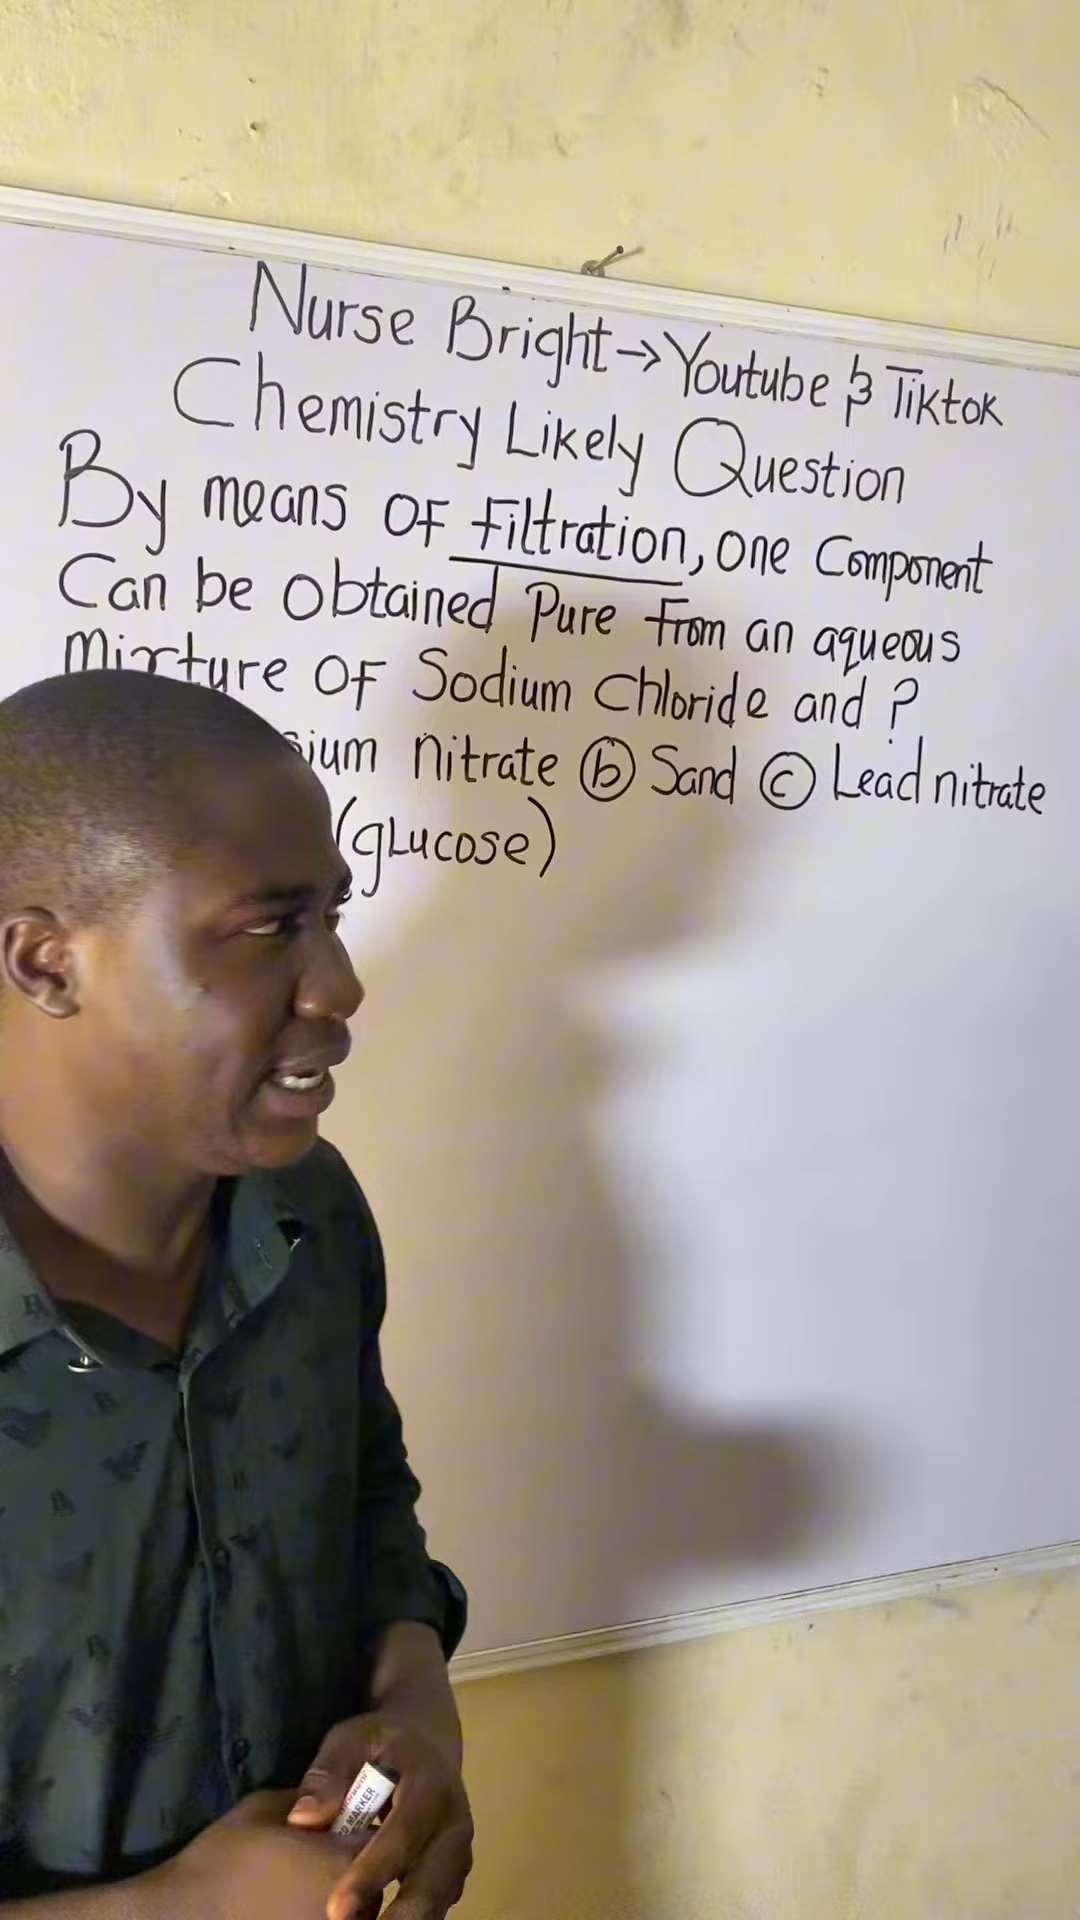 Nurse Bright→Youtube & Tiktok
Chemistry Likely Question
By means OF Filtration, one Component
Can be obtained Pure From an aqueous
mixture OF Sodium Chloride and ?
nitrate (b) Sand (c) Lead nitrate
(glucose)
MARKER